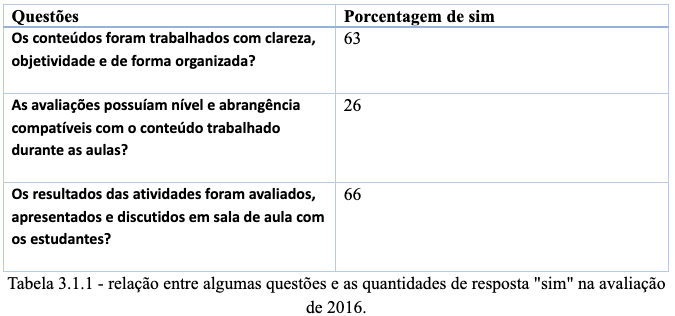 Questões Porcentagem de sim
Os conteúdos foram trabalhados com clareza, 63
objetividade e de forma organizada?
As avaliações possuíam nível e abrangência 26
compatíveis com o conteúdo trabalhado
durante as aulas?
Os resultados das atividades foram avaliados, 66
apresentados e discutidos em sala de aula com
os estudantes?
Tabela 3.1.1 - relação entre algumas questões e as quantidades de resposta "sim" na avaliação
de 2016.